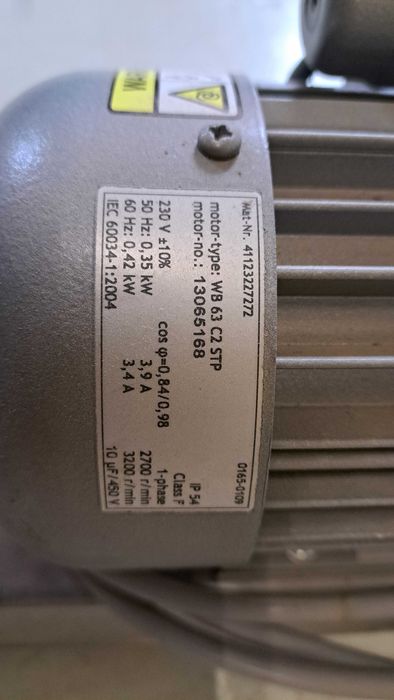 Mat-Nr. 41123227272 0165-0109
motor-type: WB 63 C2 STP IP 54
motor-no.: 13065168 Class F
230 V ±10% cos φ=0,84/0,98 1-phase
50 Hz: 0,35 kW 3,9 A 2700 r/min
60 Hz: 0,42 kW 3,4 A 3200 r/min
IEC 60034-1:2004 10 µF/450 V